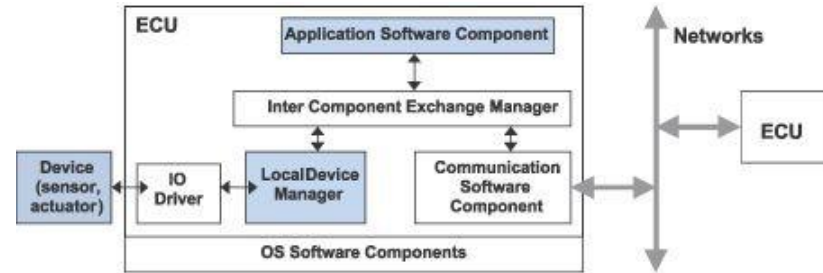 ECU
Application Software Component
Networks
Inter Component Exchange Manager
ECU
Device
(sensor,
actuator)
IO
Driver
LocalDevice
Manager
Communication
Software
Component
OS Software Components